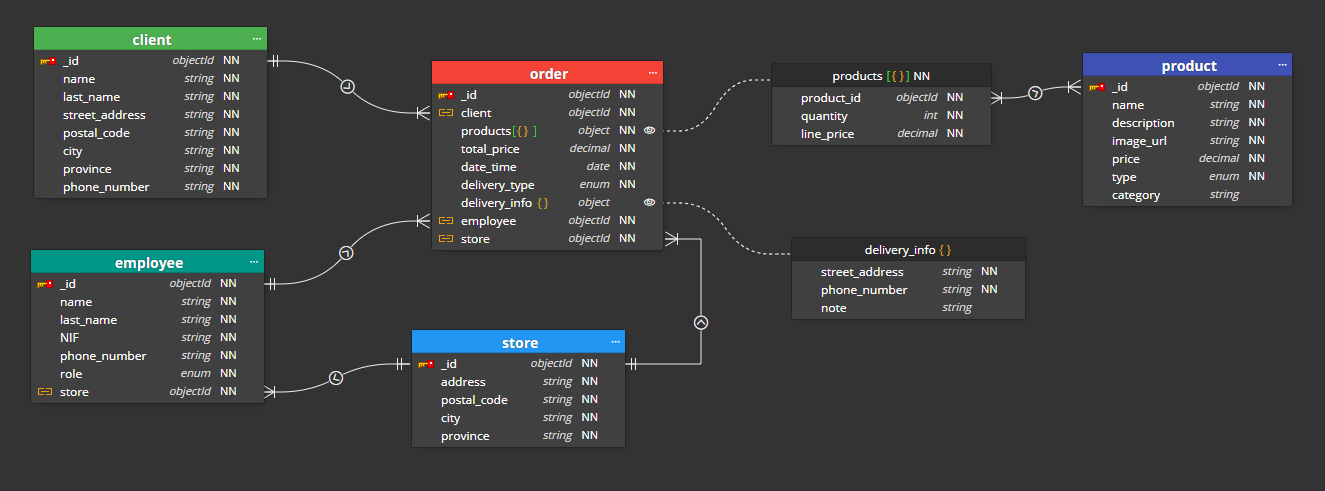 client ...
_id objectId NN
name string NN
last_name string NN
street_address string NN
postal_code string NN
city string NN
province string NN
phone_number string NN
order ...
_id objectId NN
client objectId NN
products[{} ] object NN
total_price decimal NN
date_time date NN
delivery_type enum NN
delivery_info {} object
employee objectId NN
store objectId NN
products [{}] NN
product_id objectId NN
quantity int NN
line_price decimal NN
product ...
_id objectId NN
name string NN
description string NN
image_url string NN
price decimal NN
type enum NN
category string
employee ...
_id objectId NN
name string NN
last_name string NN
NIF string NN
phone_number string NN
role enum NN
store objectId NN
delivery_info {}
street_address string NN
phone_number string NN
note string
store ...
_id objectId NN
address string NN
postal_code string NN
city string NN
province string NN